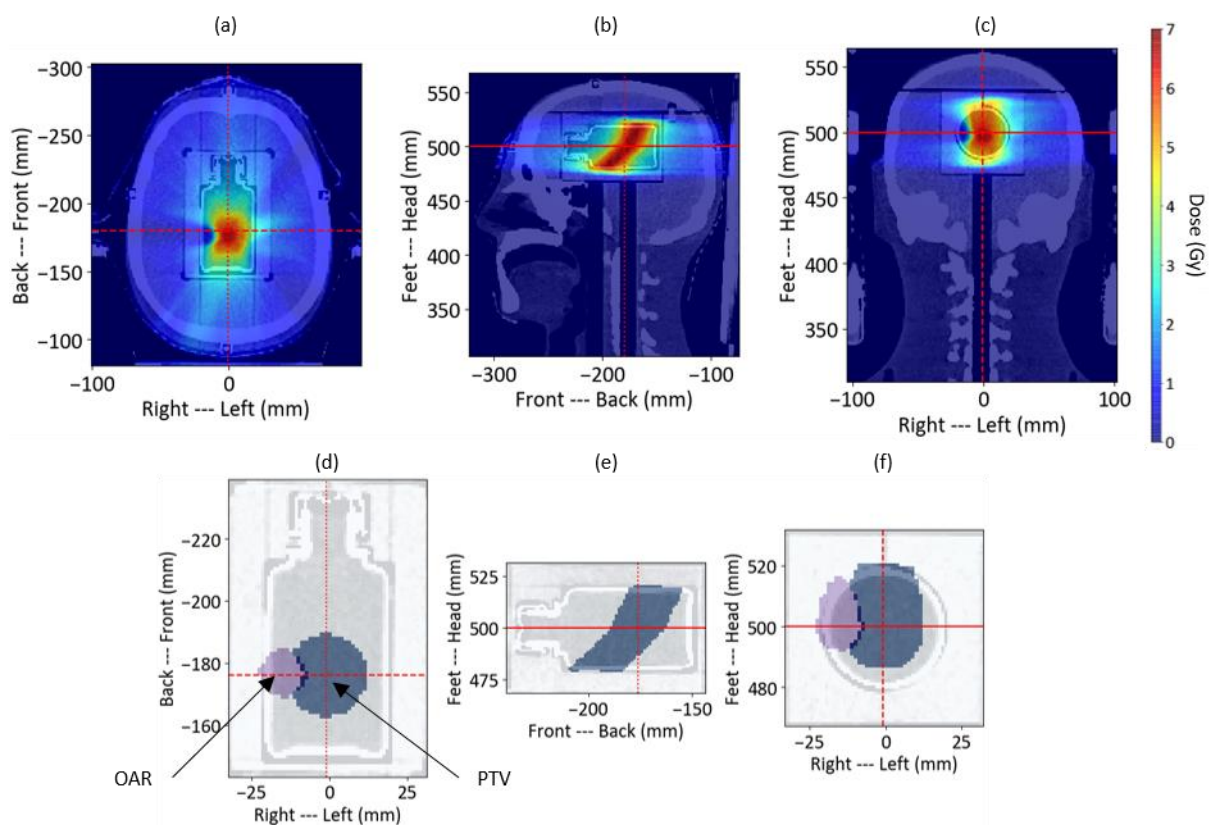 (a)
(b)
(c)
−300
−250
−200
−150
−100
Back --- Front (mm)
−100
0
Right --- Left (mm)
550
500
450
400
350
Feet --- Head (mm)
−300
−200
−100
Front --- Back (mm)
550
500
450
400
350
Feet --- Head (mm)
−100
0
100
Right --- Left (mm)
7
6
5
4
3
2
1
0
Dose (Gy)
(d)
(e)
(f)
-220
-200
-180
-160
Back --- Front (mm)
−25
0
25
Right --- Left (mm)
OAR
PTV
525
500
475
Feet --- Head (mm)
−200
−150
Front --- Back (mm)
520
500
480
Feet --- Head (mm)
−25
0
25
Right --- Left (mm)